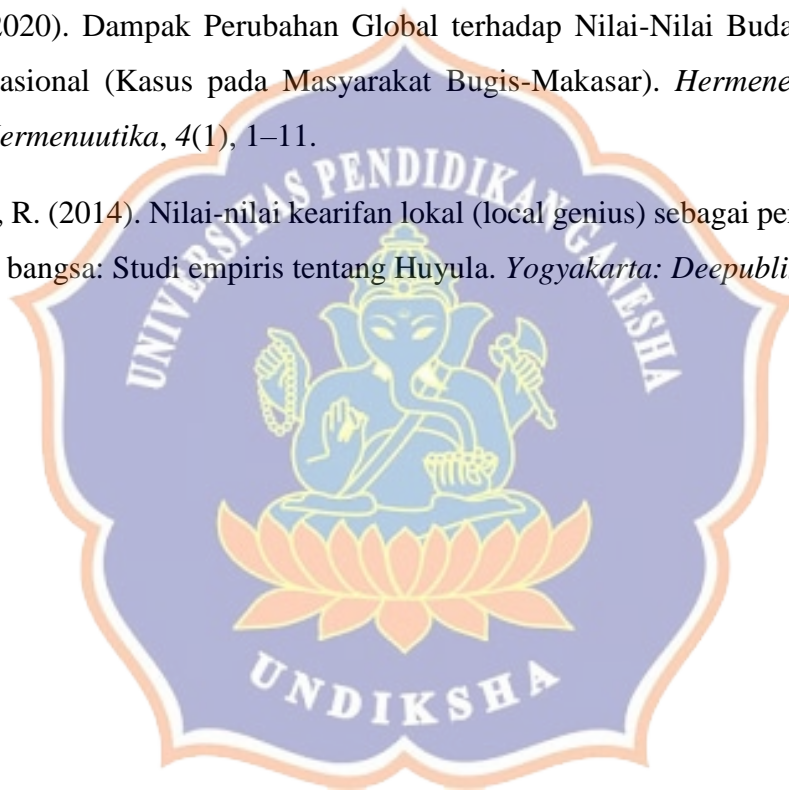 2020). Dampak Perubahan Global terhadap Nilai-Nilai Buda
asional (Kasus pada Masyarakat Bugis-Makasar). Hermene
ermenuutika, 4(1), 1–11.
, R. (2014). Nilai-nilai kearifan lokal (local genius) sebagai pe
bangsa: Studi empiris tentang Huyula. Yogyakarta: Deepubli
UNIVERSITAS PENDIDIKAN GANESHA
UNDIKSHA